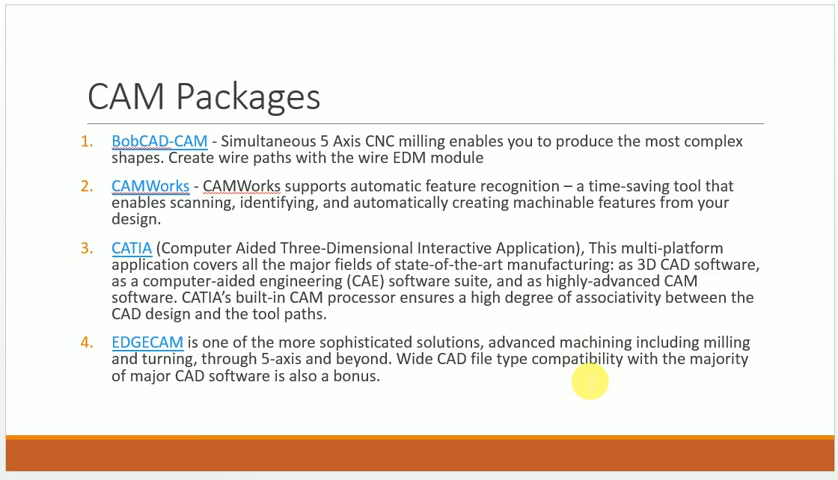 CAM Packages
1. BobCAD-CAM - Simultaneous 5 Axis CNC milling enables you to produce the most complex
shapes. Create wire paths with the wire EDM module
2. CAMWorks - CAMWorks supports automatic feature recognition – a time-saving tool that
enables scanning, identifying, and automatically creating machinable features from your
design.
3. CATIA (Computer Aided Three-Dimensional Interactive Application), This multi-platform
application covers all the major fields of state-of-the-art manufacturing: as 3D CAD software,
as a computer-aided engineering (CAE) software suite, and as highly-advanced CAM
software. CATIA’s built-in CAM processor ensures a high degree of associativity between the
CAD design and the tool paths.
4. EDGECAM is one of the more sophisticated solutions, advanced machining including milling
and turning, through 5-axis and beyond. Wide CAD file type compatibility with the majority
of major CAD software is also a bonus.